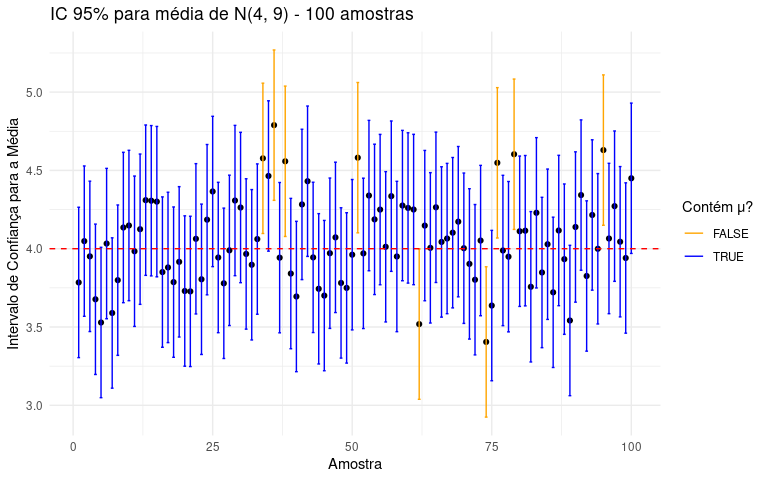 IC 95% para média de N(4, 9) - 100 amostras
Intervalo de Confiança para a Média
5.0
4.5
4.0
3.5
3.0
0 25 50 75 100
Amostra
Contém μ?
FALSE
TRUE